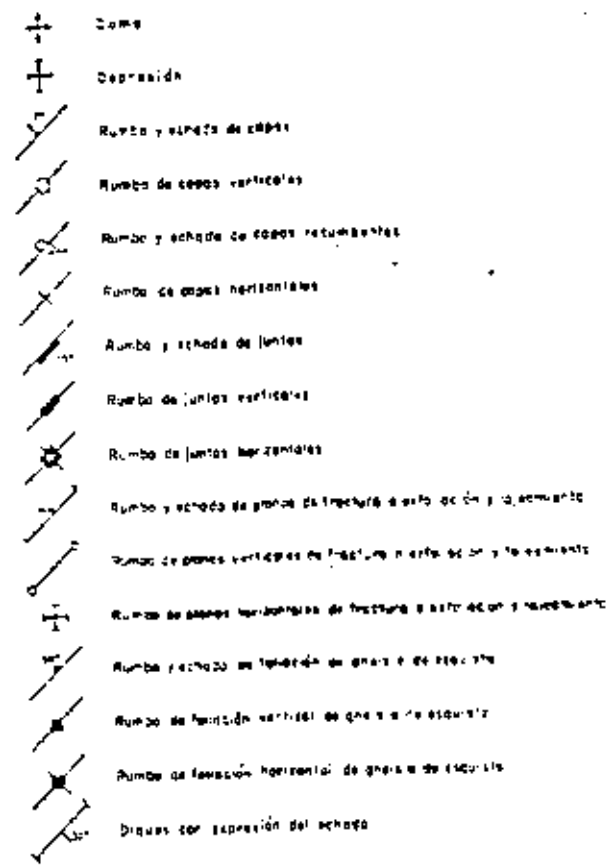 Domo
Depresión
Rumbo y echado de capas
Rumbo de capas verticales
Rumbo y echado de capas recumbentes
Rumbo de capas horizontales
Rumbo y echado de juntas
Rumbo de juntas verticales
Rumbo de juntas horizontales
Rumbo y echado de planos de fractura o exfoliación y
Rumbo de planos verticales de fractura o exfoliación y
Rumbo de planos horizontales de fractura o exfoliación y
Rumbo y echado de foliación de gneis o de esquisto
Rumbo de foliación vertical de gneis o de esquisto
Rumbo de foliación horizontal de gneis o de esquisto
Diques con expresión del echado